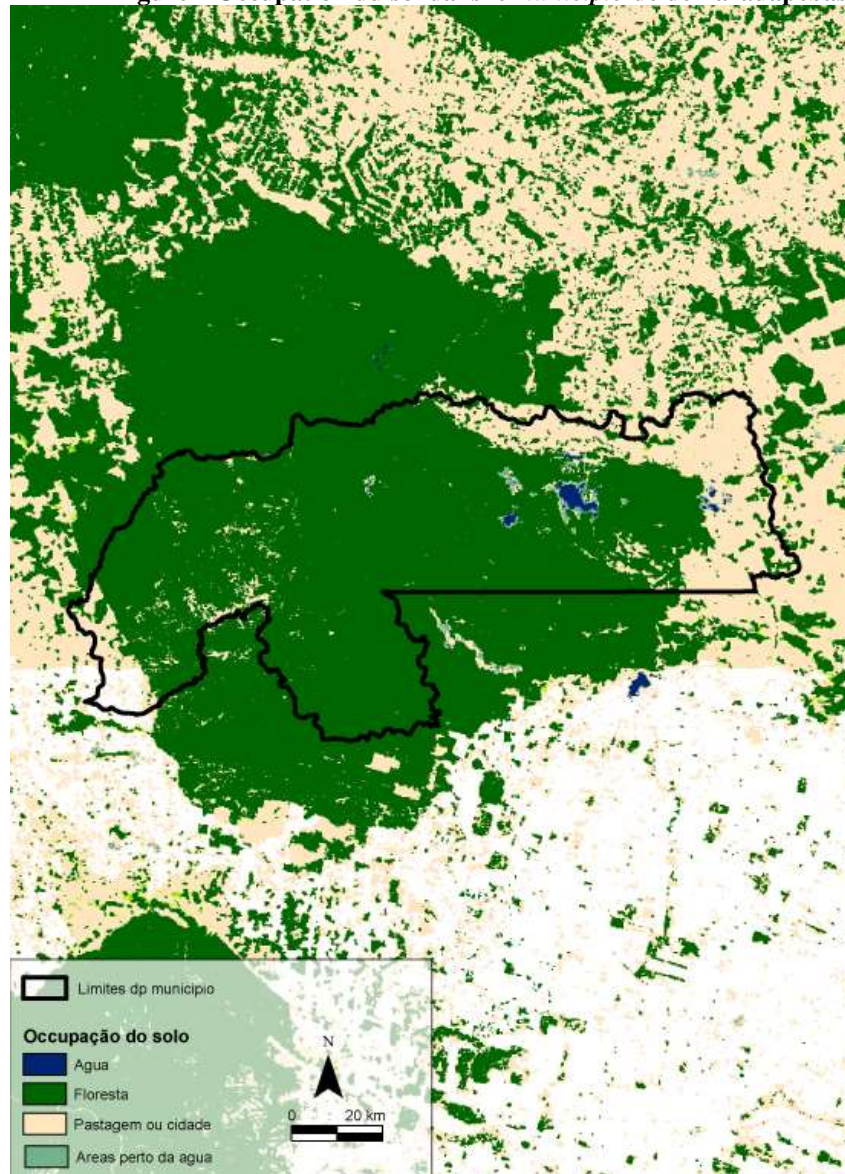 Limites dp municipio
Occupação do solo
Agua
Floresta
Pastagem ou cidade
Areas perto da agua
N
0 20 km